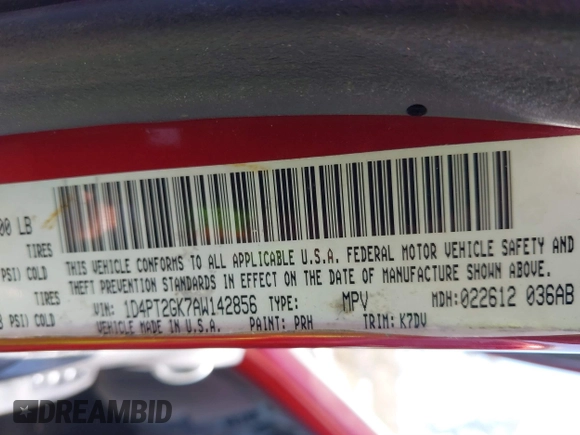 00 LB
TIRES
PSI) COLD
TIRES
PSI) COLD
THIS VEHICLE CONFORMS TO ALL APPLICABLE U.S.A. FEDERAL MOTOR VEHICLE SAFETY AND
THEFT PREVENTION STANDARDS IN EFFECT ON THE DATE OF MANUFACTURE SHOWN ABOVE.
VIN: 1D4PT2GK7AW142856 TYPE: MPV MDH:022612 036AB
VEHICLE MADE IN U.S.A. PAINT: PRH TRIM: K7DV
DREAMBID